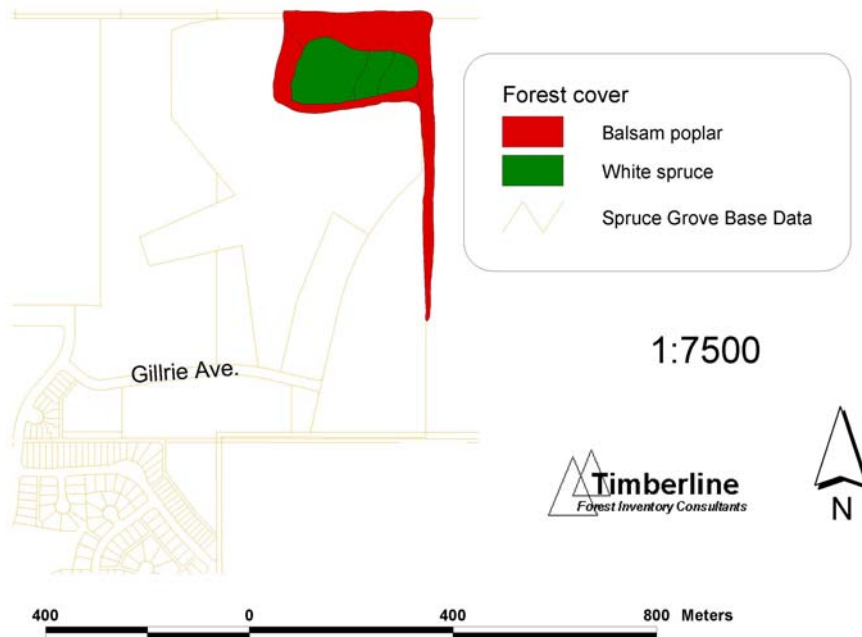 Forest cover
Balsam poplar
White spruce
Spruce Grove Base Data
1:7500
Gillrie Ave.
Timberline
Forest Inventory Consultants
N
400 0 400 800 Meters